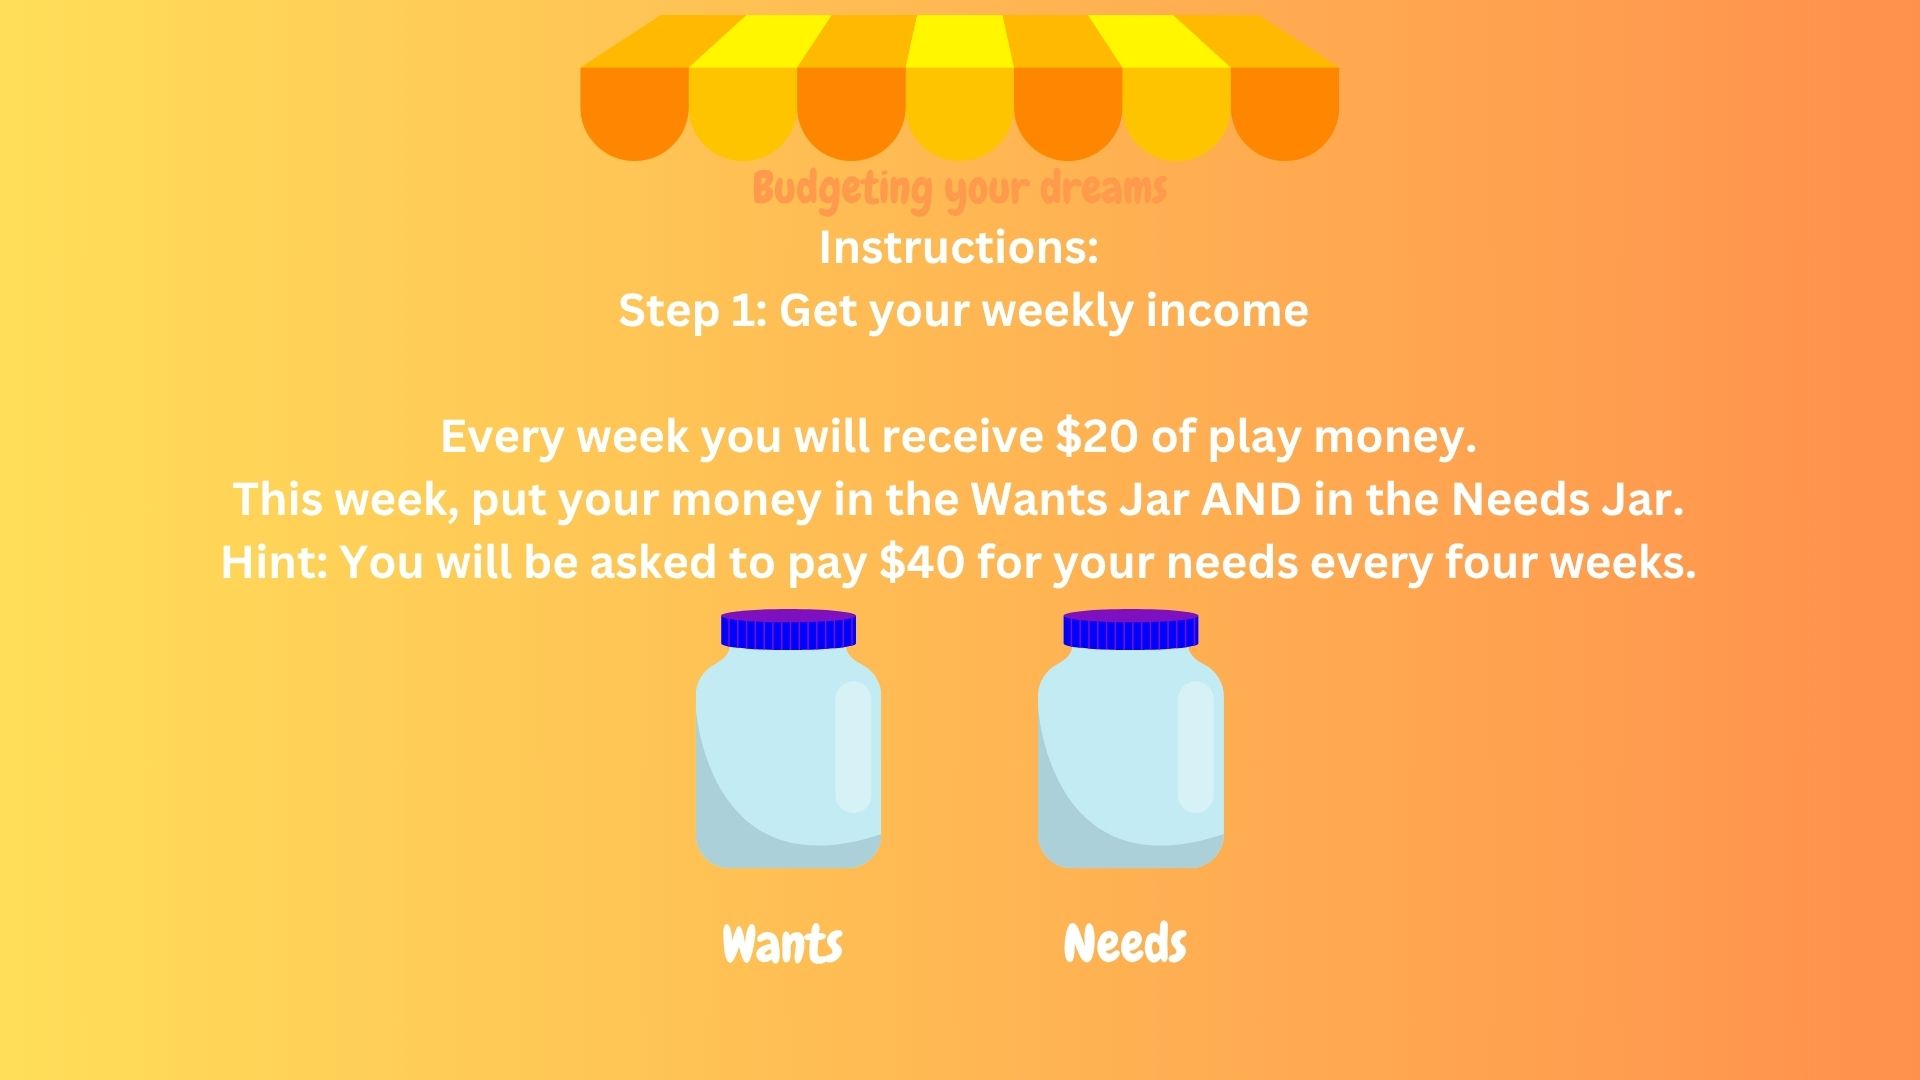 Budgeting your dreams
Instructions:
Step 1: Get your weekly income
Every week you will receive $20 of play money.
This week, put your money in the Wants Jar AND in the Needs Jar.
Hint: You will be asked to pay $40 for your needs every four weeks.
Wants
Needs